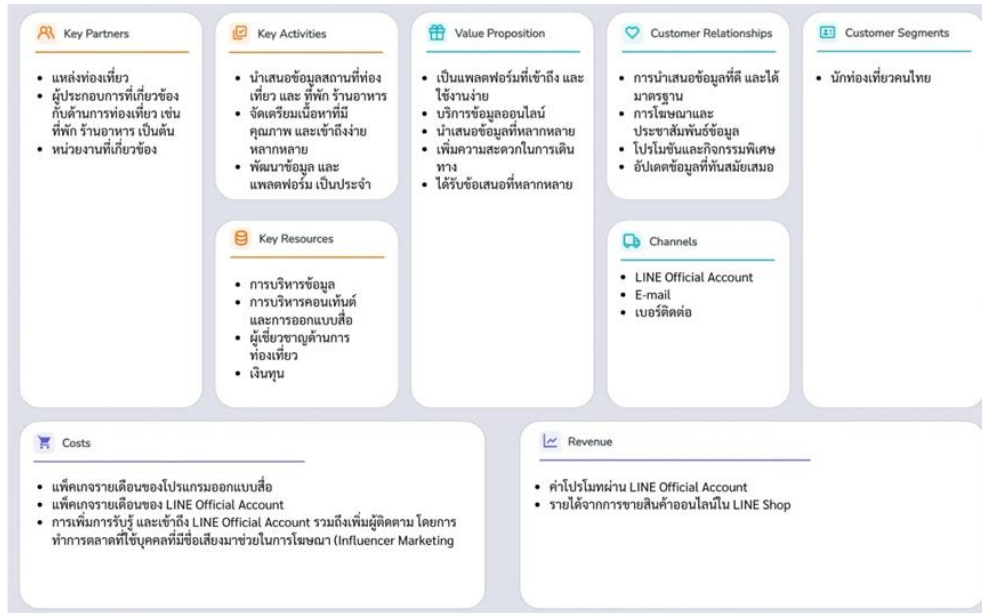 Key Partners
แหล่งท่องเที่ยว
ผู้ประกอบการที่เกี่ยวข้อง
กับด้านการท่องเที่ยว เช่น
ที่พัก ร้านอาหาร เป็นต้น
หน่วยงานที่เกี่ยวข้อง
Key Activities
นำเสนอข้อมูลสถานที่ท่อง
เที่ยว และ ที่พัก ร้านอาหาร
จัดเตรียมเนื้อหาที่มี
คุณภาพ และเข้าถึงง่าย
หลากหลาย
พัฒนาข้อมูล และ
แพลตฟอร์ม เป็นประจำ
Key Resources
การบริหารข้อมูล
การบริหารคอนเท้นต์
และการออกแบบสื่อ
ผู้เชี่ยวชาญด้านการ
ท่องเที่ยว
เงินทุน
Value Proposition
เป็นแพลตฟอร์มที่เข้าถึง และ
ใช้งานง่าย
บริการข้อมูลออนไลน์
นำเสนอข้อมูลที่หลากหลาย
เพิ่มความสะดวกในการเดิน
ทาง
ได้รับข้อเสนอที่หลากหลาย
Customer Relationships
การนำเสนอข้อมูลที่ดี และได้
มาตรฐาน
การโฆษณาและ
ประชาสัมพันธ์ข้อมูล
โปรโมชันและกิจกรรมพิเศษ
อัปเดตข้อมูลที่ทันสมัยเสมอ
Channels
LINE Official Account
E-mail
เบอร์ติดต่อ
Customer Segments
นักท่องเที่ยวคนไทย
Costs
แพ็คเกจรายเดือนของโปรแกรมออกแบบสื่อ
แพ็คเกจรายเดือนของ LINE Official Account
การเพิ่มการรับรู้ และเข้าถึง LINE Official Account รวมถึงเพิ่มผู้ติดตาม โดยการ
ทำการตลาดที่ใช้บุคคลที่มีชื่อเสียงมาช่วยในการโฆษณา (Influencer Marketing
Revenue
ค่าโปรโมทผ่าน LINE Official Account
รายได้จากการขายสินค้าออนไลน์ใน LINE Shop